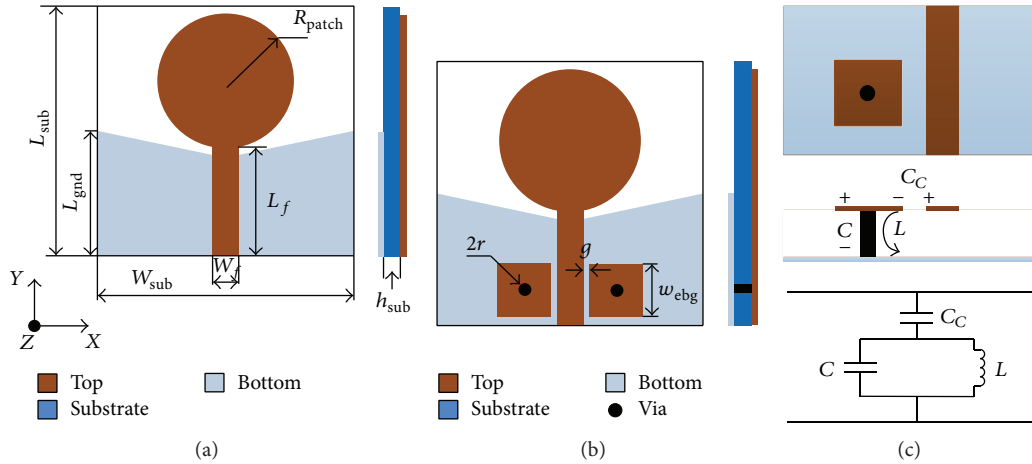 R_patch
L_sub
L_gnd
L_f
W_f
W_sub
h_sub
Y
Z
X
Top
Bottom
Substrate
(a)
2r
g
w_ebg
Top
Bottom
Substrate
Via
(b)
C_C
+ − +
C
L
−
C_C
C
L
(c)